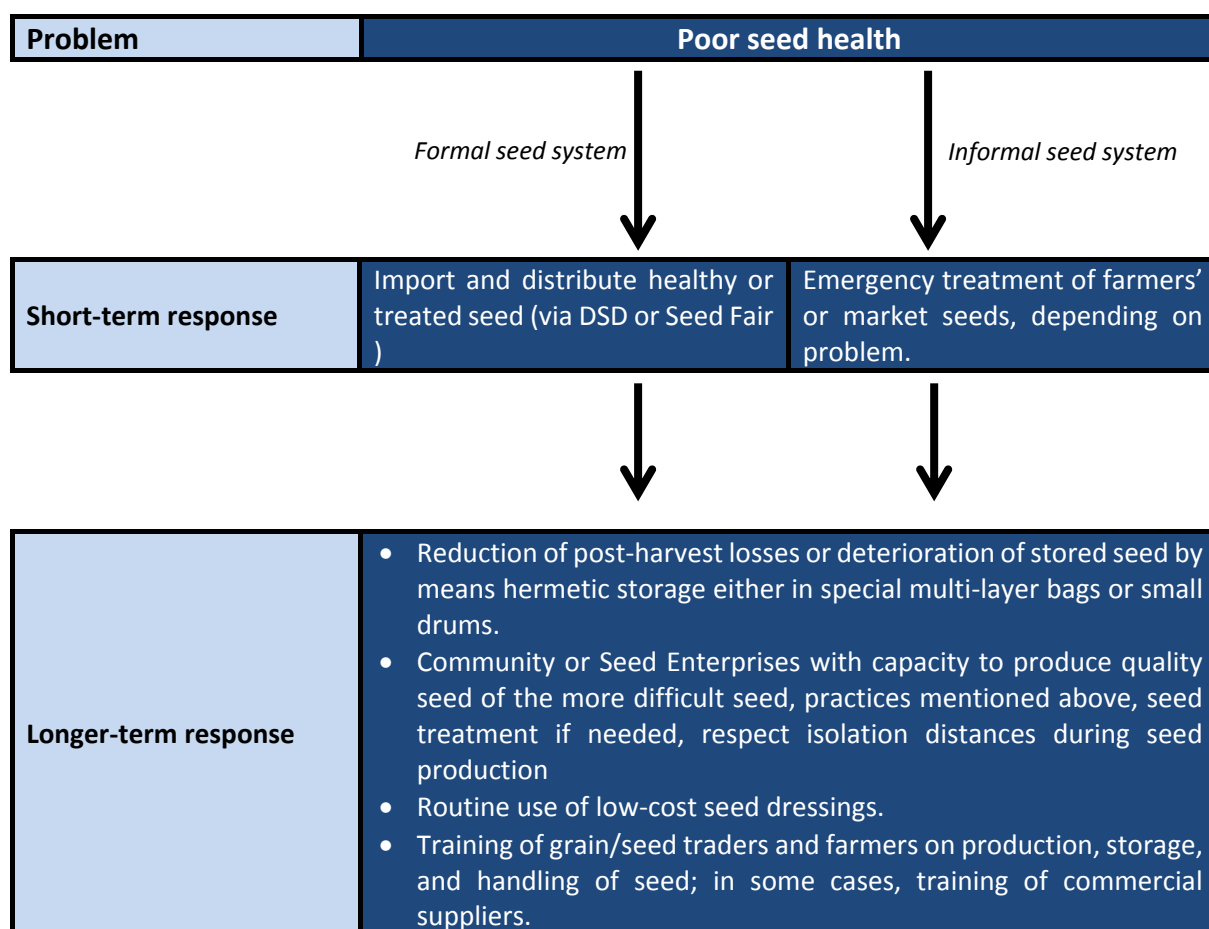 Problem
Poor seed health
Formal seed system
Informal seed system
Short-term response
Import and distribute healthy or
treated seed (via DSD or Seed Fair
)
Emergency treatment of farmers’
or market seeds, depending on
problem.
Longer-term response
• Reduction of post-harvest losses or deterioration of stored seed by
means hermetic storage either in special multi-layer bags or small
drums.
• Community or Seed Enterprises with capacity to produce quality
seed of the more difficult seed, practices mentioned above, seed
treatment if needed, respect isolation distances during seed
production
• Routine use of low-cost seed dressings.
• Training of grain/seed traders and farmers on production, storage,
and handling of seed; in some cases, training of commercial
suppliers.